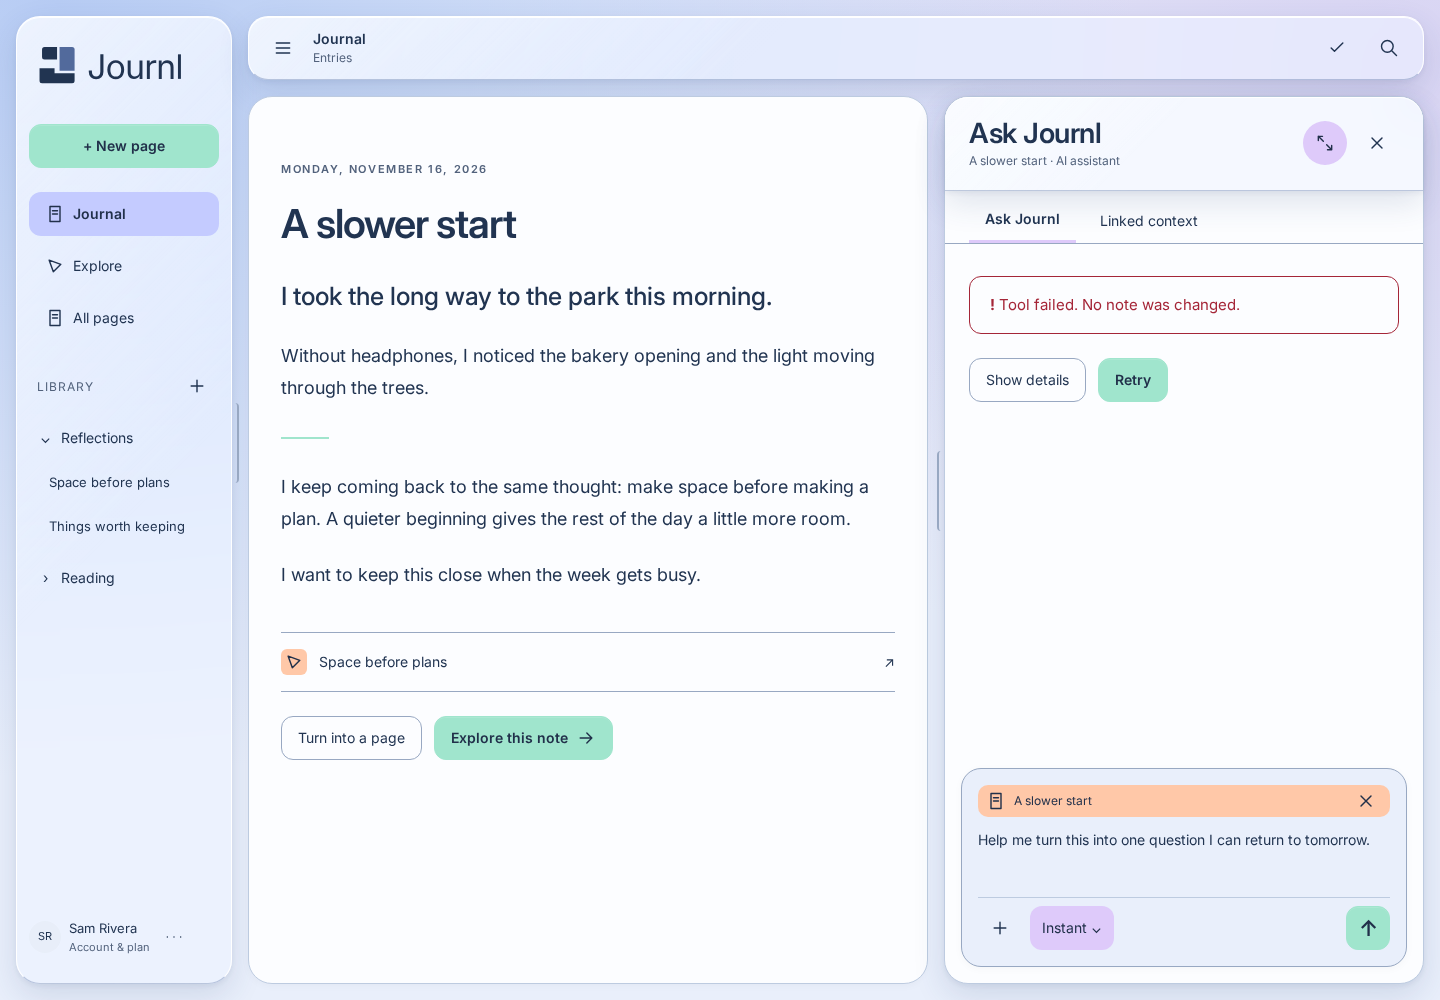 Journl
+ New page
Journal
Explore
All pages
LIBRARY
Reflections
Space before plans
Things worth keeping
Reading
SR
Sam Rivera
Account & plan
...
Journal
Entries
MONDAY, NOVEMBER 16, 2026
A slower start
I took the long way to the park this morning.
Without headphones, I noticed the bakery opening and the light moving
through the trees.
I keep coming back to the same thought: make space before making a
plan. A quieter beginning gives the rest of the day a little more room.
I want to keep this close when the week gets busy.
Space before plans
Turn into a page
Explore this note
Ask Journl
A slower start · AI assistant
Ask Journl
Linked context
! Tool failed. No note was changed.
Show details
Retry
A slower start
Help me turn this into one question I can return to tomorrow.
Instant